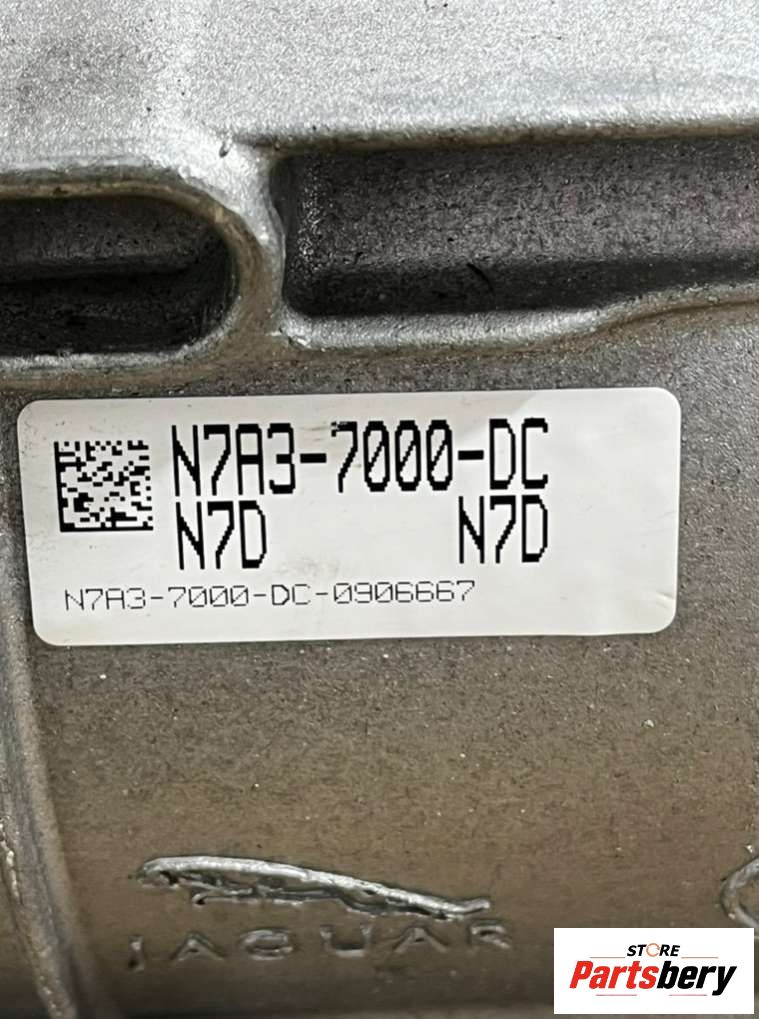 N7A3-7000-DC
N7D N7D
N7A3-7000-DC-0906667
JAGUAR
STORE
Partsbery